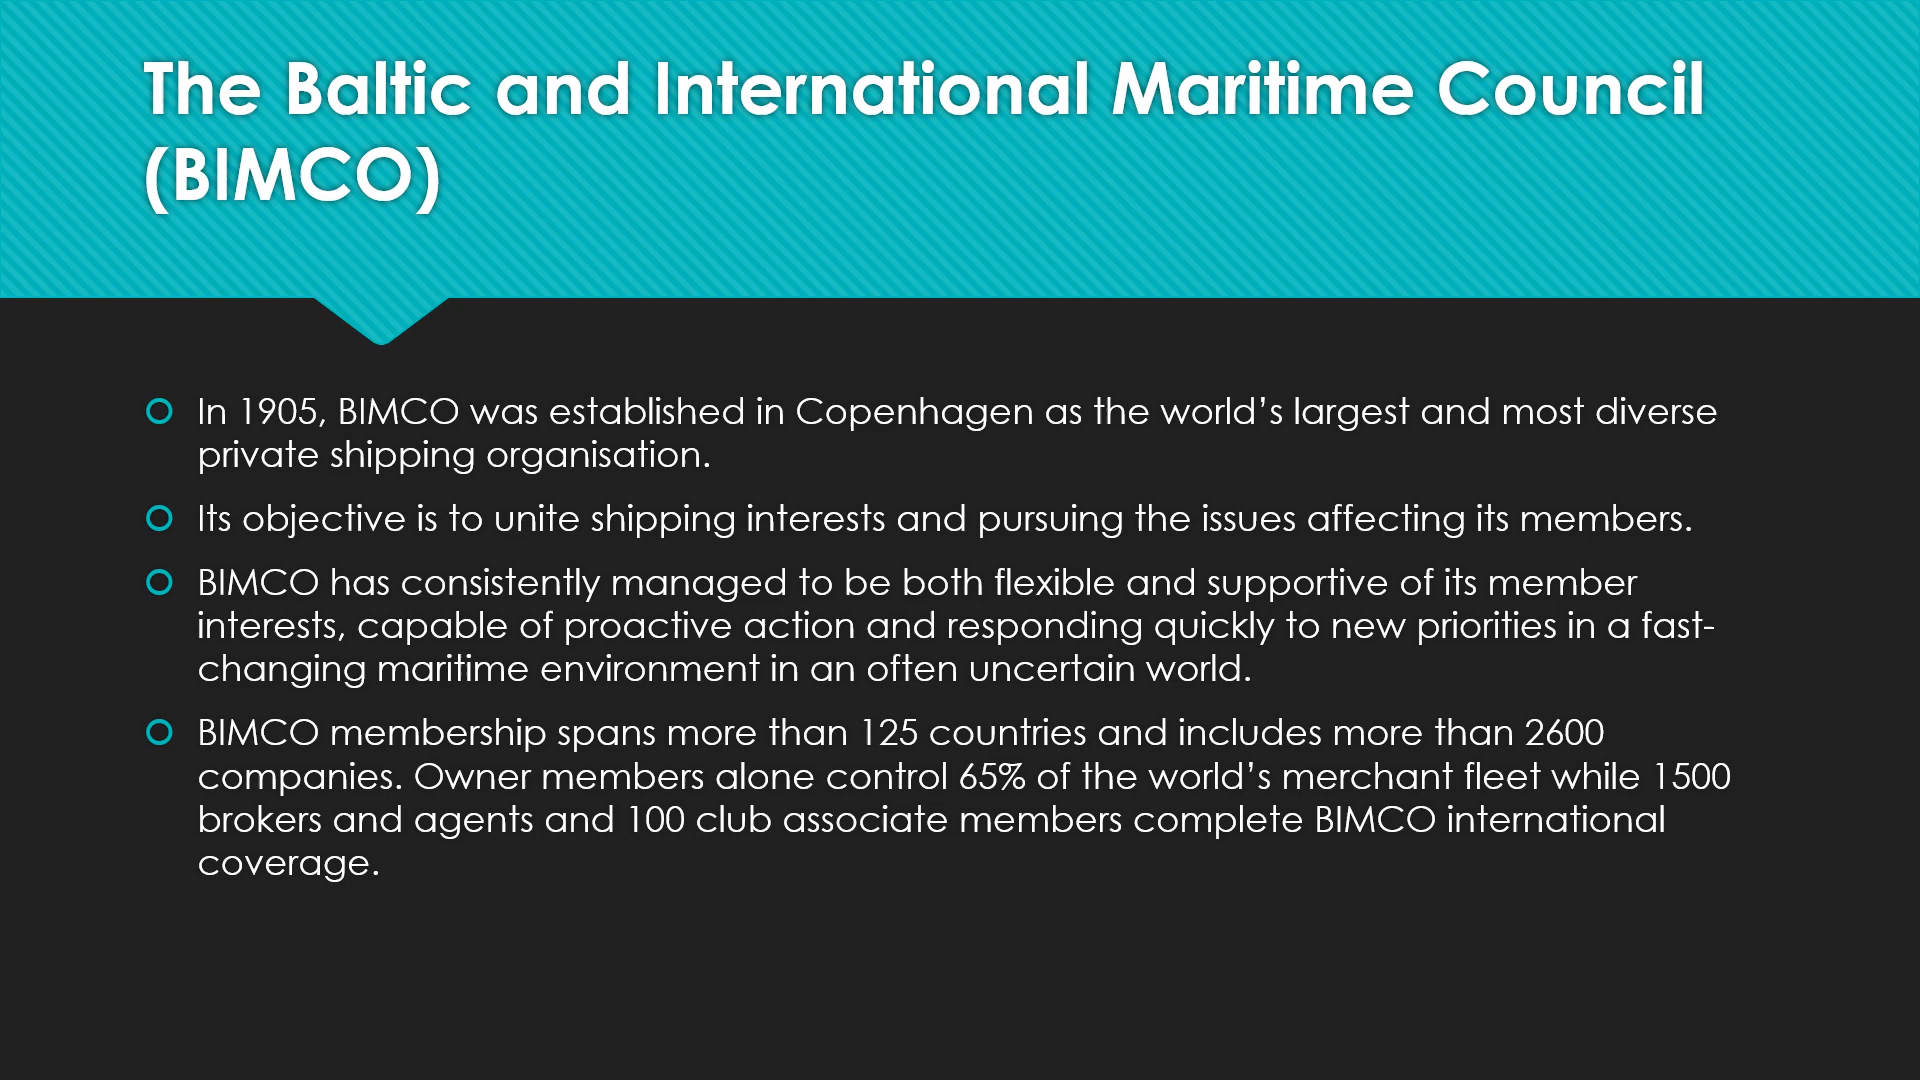 The Baltic and International Maritime Council
(BIMCO)
In 1905, BIMCO was established in Copenhagen as the world’s largest and most diverse
private shipping organisation.
Its objective is to unite shipping interests and pursuing the issues affecting its members.
BIMCO has consistently managed to be both flexible and supportive of its member
interests, capable of proactive action and responding quickly to new priorities in a fast-
changing maritime environment in an often uncertain world.
BIMCO membership spans more than 125 countries and includes more than 2600
companies. Owner members alone control 65% of the world’s merchant fleet while 1500
brokers and agents and 100 club associate members complete BIMCO international
coverage.